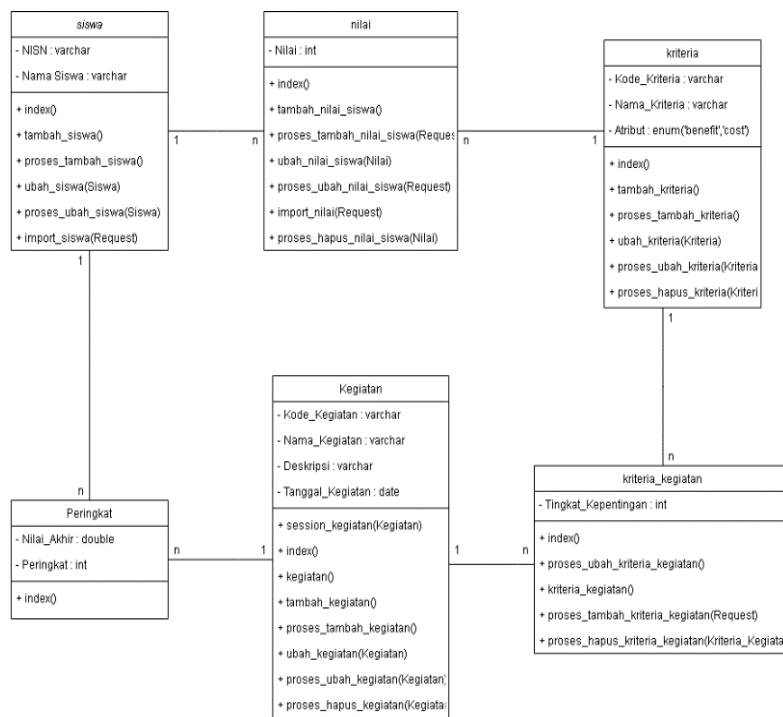 siswa
- NISN : varchar
- Nama Siswa : varchar
+ index()
+ tambah_siswa()
+ proses_tambah_siswa()
+ ubah_siswa(Siswa)
+ proses_ubah_siswa(Siswa)
+ import_siswa(Request)
1
n
nilai
- Nilai : int
+ index()
+ tambah_nilai_siswa()
+ proses_tambah_nilai_siswa(Reques
+ ubah_nilai_siswa(Nilai)
+ proses_ubah_nilai_siswa(Request)
+ import_nilai(Request)
+ proses_hapus_nilai_siswa(Nilai)
n
1
kriteria
- Kode_Kriteria : varchar
- Nama_Kriteria : varchar
- Atribut : enum('benefit','cost')
+ index()
+ tambah_kriteria()
+ proses_tambah_kriteria()
+ ubah_kriteria(Kriteria)
+ proses_ubah_kriteria(Kriteria
+ proses_hapus_kriteria(Kriteri
1
1
n
n
Peringkat
- Nilai_Akhir : double
- Peringkat : int
+ index()
n
1
Kegiatan
- Kode_Kegiatan : varchar
- Nama_Kegiatan : varchar
- Deskripsi : varchar
- Tanggal_Kegiatan : date
+ session_kegiatan(Kegiatan)
+ index()
+ kegiatan()
+ tambah_kegiatan()
+ proses_tambah_kegiatan()
+ ubah_kegiatan(Kegiatan)
+ proses_ubah_kegiatan(Kegiatan)
+ proses_hapus_kegiatan(Kegiatan
1
n
kriteria_kegiatan
- Tingkat_Kepentingan : int
+ index()
+ proses_ubah_kriteria_kegiatan()
+ kriteria_kegiatan()
+ proses_tambah_kriteria_kegiatan(Request)
+ proses_hapus_kriteria_kegiatan(Kriteria_Kegiata